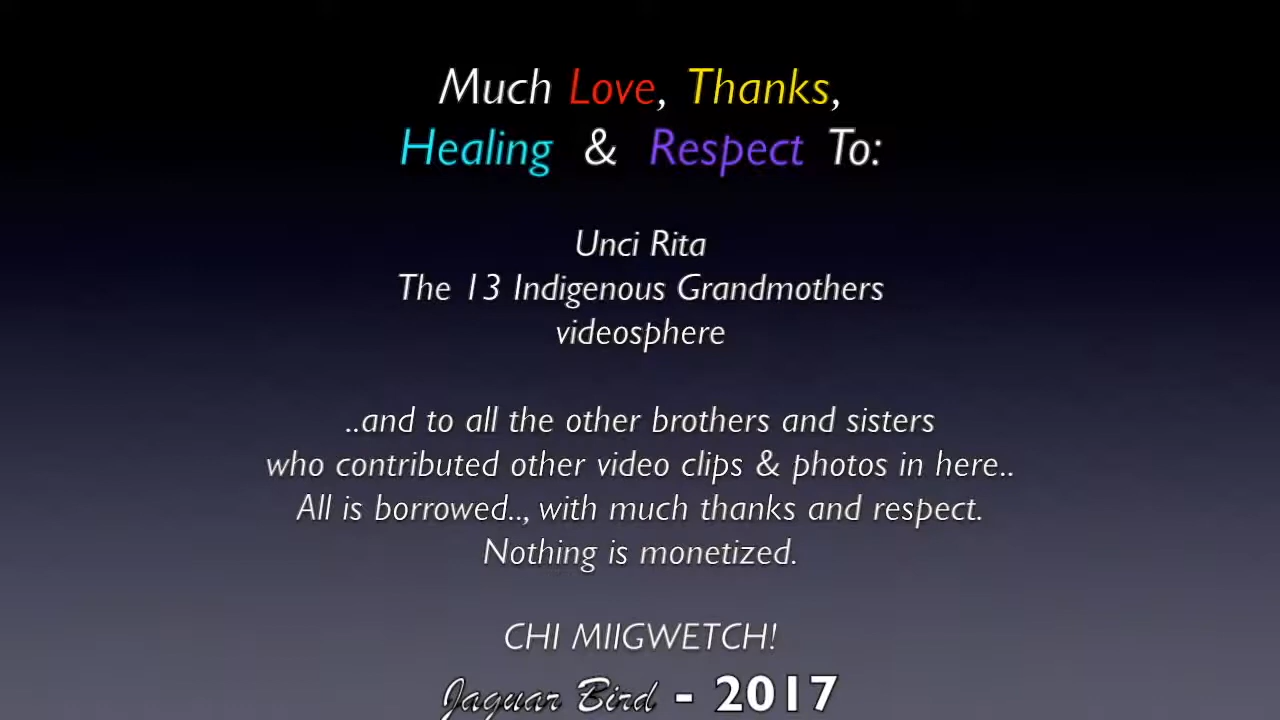 Much Love, Thanks,
Healing & Respect To:
Unci Rita
The 13 Indigenous Grandmothers
videosphere
..and to all the other brothers and sisters
who contributed other video clips & photos in here..
All is borrowed.., with much thanks and respect.
Nothing is monetized.
CHI MIIGWETCH!
Jaguar Bird - 2017